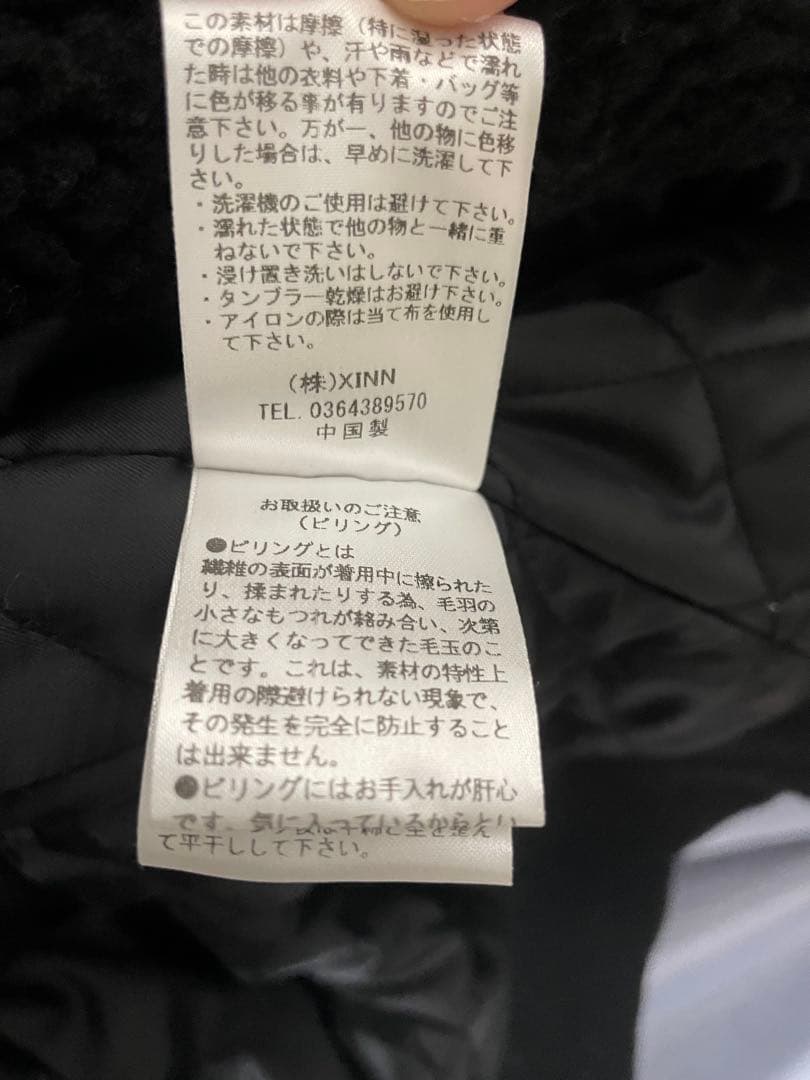 この素材は摩擦（特に湿った状態
での摩擦）や、汗や雨などで濡れ
た時は他の衣料や下着・バッグ等
に色が移る事が有りますのでご注
意下さい。万が一、他の物に色移
りした場合は、早めに洗濯して下
さい。
・洗濯機のご使用は避けて下さい。
・濡れた状態で他の物と一緒に重
ねないで下さい。
・浸け置き洗いはしないで下さい。
・タンブラー乾燥はお避け下さい。
・アイロンの際は当て布を使用し
て下さい。
(株)XINN
TEL. 0364389570
中国製
お取扱いのご注意
（ピリング）
●ピリングとは
繊維の表面が着用中に擦られた
り、揉まれたりする為、毛羽の
小さなもつれが絡み合い、次第
に大きくなってできた毛玉のこ
とです。これは、素材の特性上
着用の際避けられない現象で、
その発生を完全に防止すること
は出来ません。
●ピリングにはお手入れが肝心
です。気に入っているからとい
て平干しして下さい。